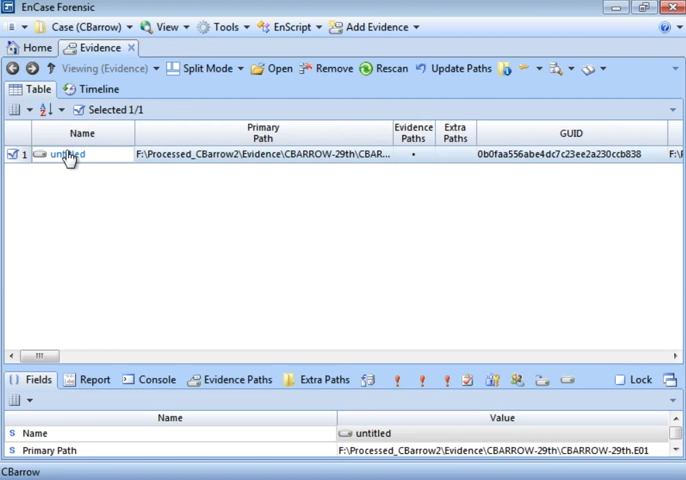 EnCase Forensic
Case (CBarrow) View Tools EnScript Add Evidence
Home Evidence
Viewing (Evidence) Split Mode Open Remove Rescan Update Paths
Table Timeline
Selected 1/1
Name Primary Path Evidence Paths Extra Paths GUID
1 untitled F:\Processed_CBarrow2\Evidence\CBARROW-29th\CBAR... • 0b0faa556abe4dc7c23ee2a230ccb838 F:\
Fields Report Console Evidence Paths Extra Paths Lock
Name Value
S Name untitled
S Primary Path F:\Processed_CBarrow2\Evidence\CBARROW-29th\CBARROW-29th.E01
CBarrow